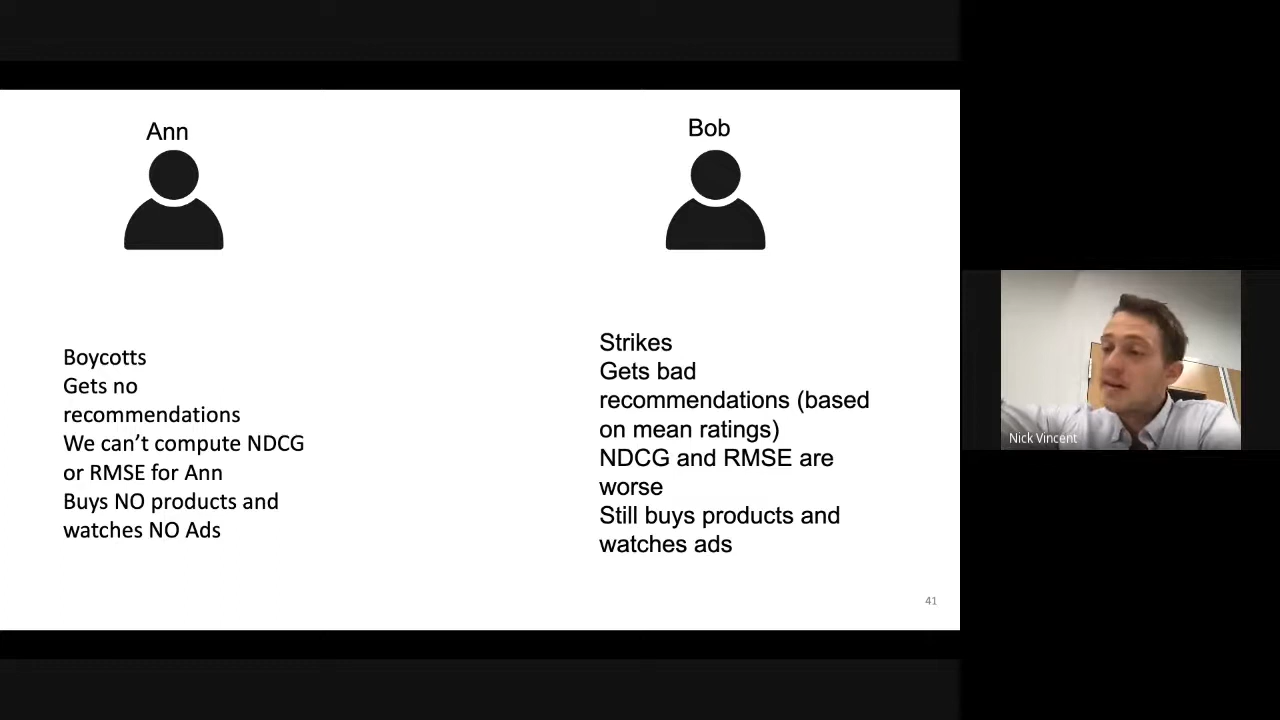 Ann
Boycotts
Gets no
recommendations
We can’t compute NDCG
or RMSE for Ann
Buys NO products and
watches NO Ads
Bob
Strikes
Gets bad
recommendations (based
on mean ratings)
NDCG and RMSE are
worse
Still buys products and
watches ads
41
Nick Vincent